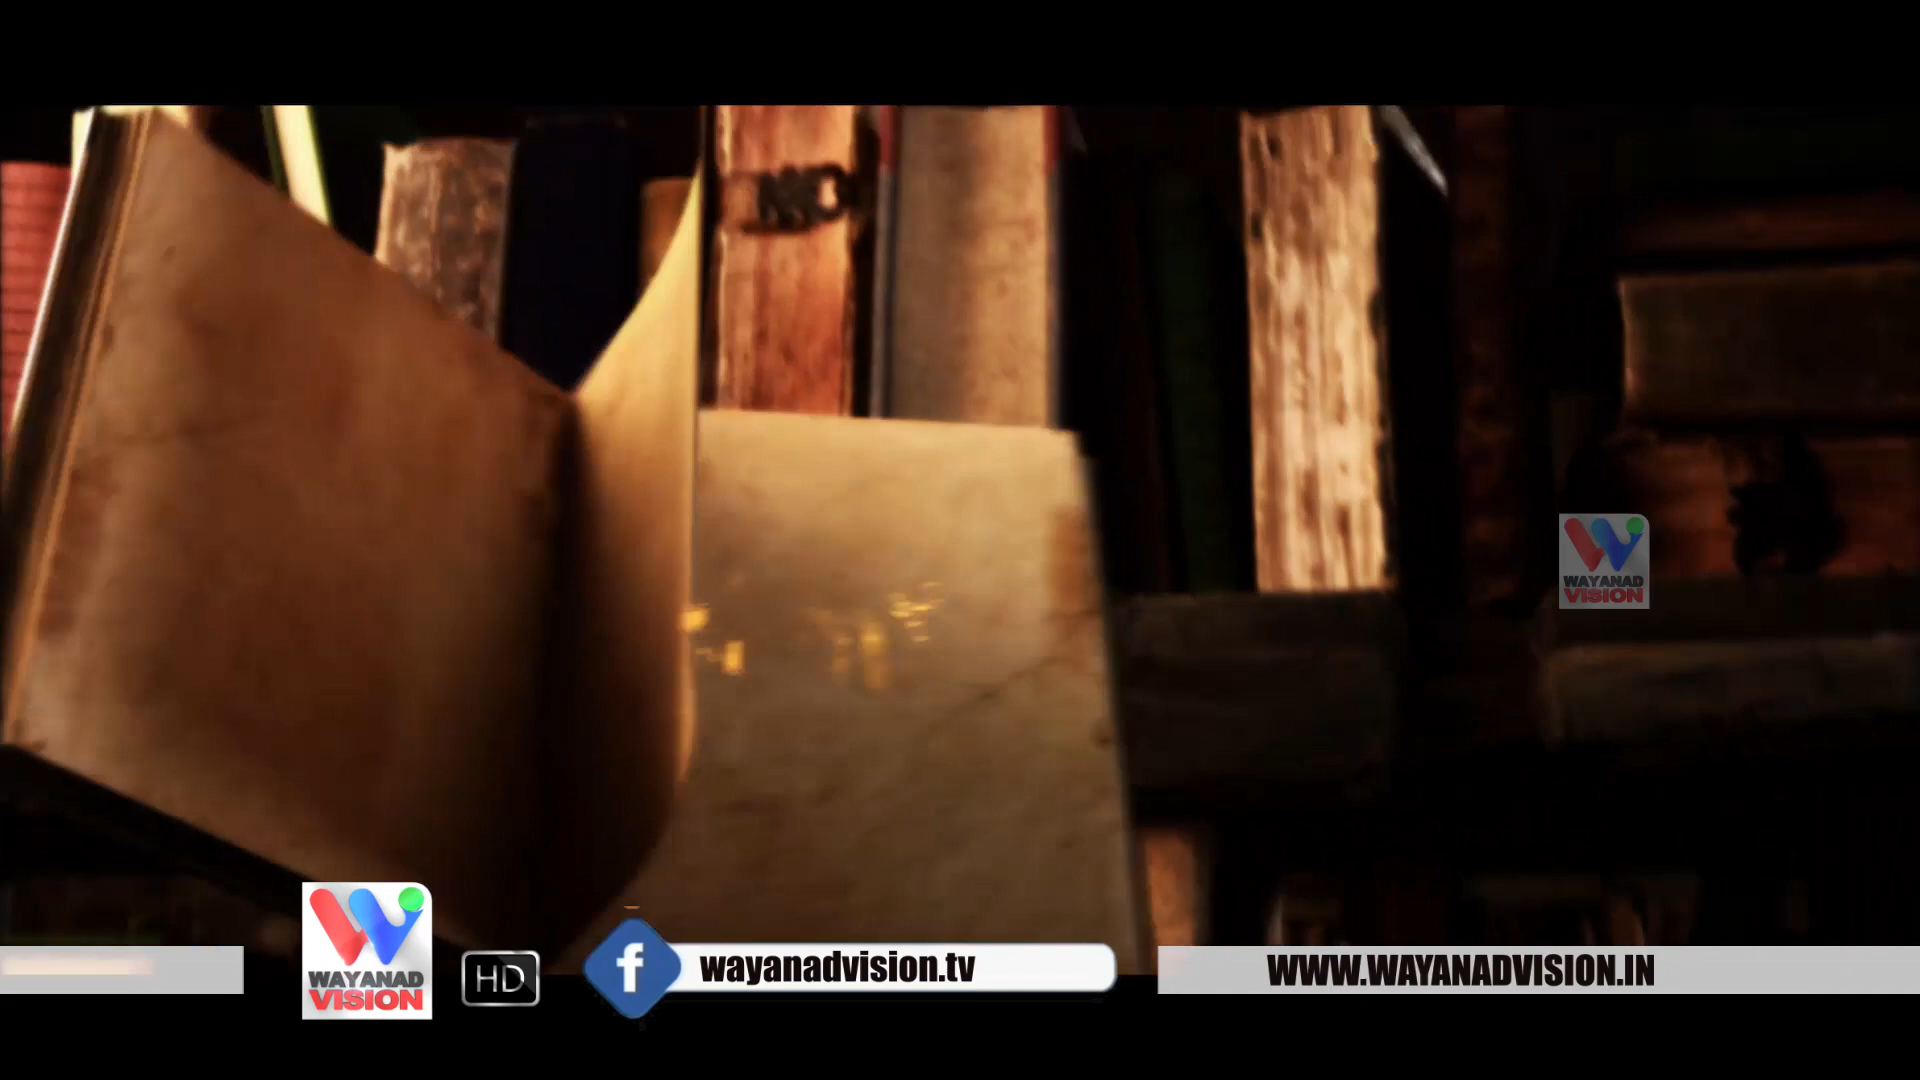 WAYANAD
VISION
WAYANAD
VISION
HD
f
wayanadvision.tv
WWW.WAYANADVISION.IN